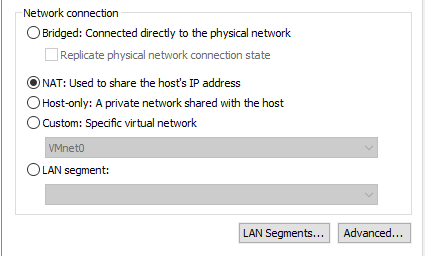 Network connection
Bridged: Connected directly to the physical network
Replicate physical network connection state
NAT: Used to share the host's IP address
Host-only: A private network shared with the host
Custom: Specific virtual network
VMnet0
LAN segment:
LAN Segments... Advanced...